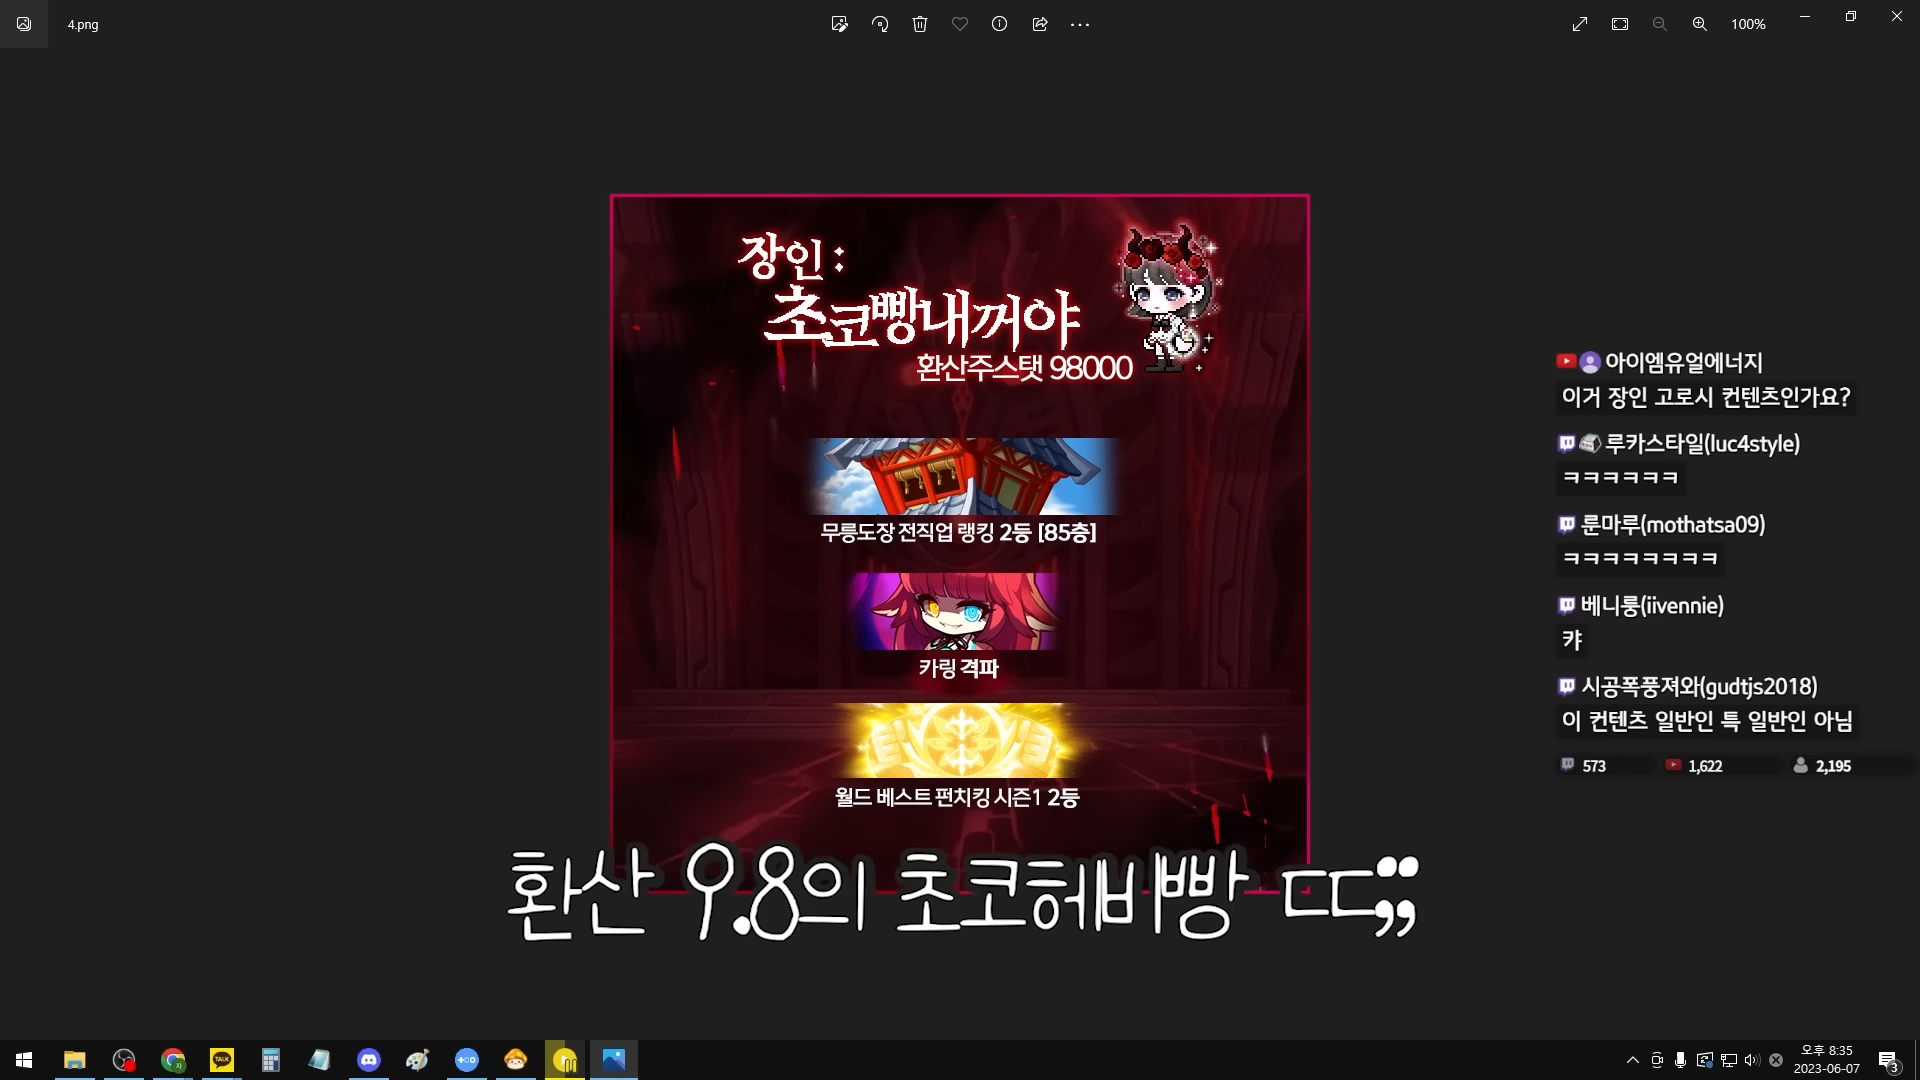 4.png
100%
장인 :
초코빵내꺼야
환산주스탯 98000
무릉도장 전직업 랭킹 2등 [85층]
카링 격파
월드 베스트 펀치킹 시즌1 2등
환산 9.8의 초코헤비빵 ㄷㄷ;;
아이엠유얼에너지
이거 장인 고로시 컨텐츠인가요?
루카스타일(luc4style)
ㅋㅋㅋㅋㅋㅋ
룬마루(mothatsa09)
ㅋㅋㅋㅋㅋㅋㅋㅋ
베니룽(iivennie)
캬
시공폭풍져와(gudtjs2018)
이 컨텐츠 일반인 특 일반인 아님
573 1,622 2,195
TALK
오후 8:35
2023-06-07
3